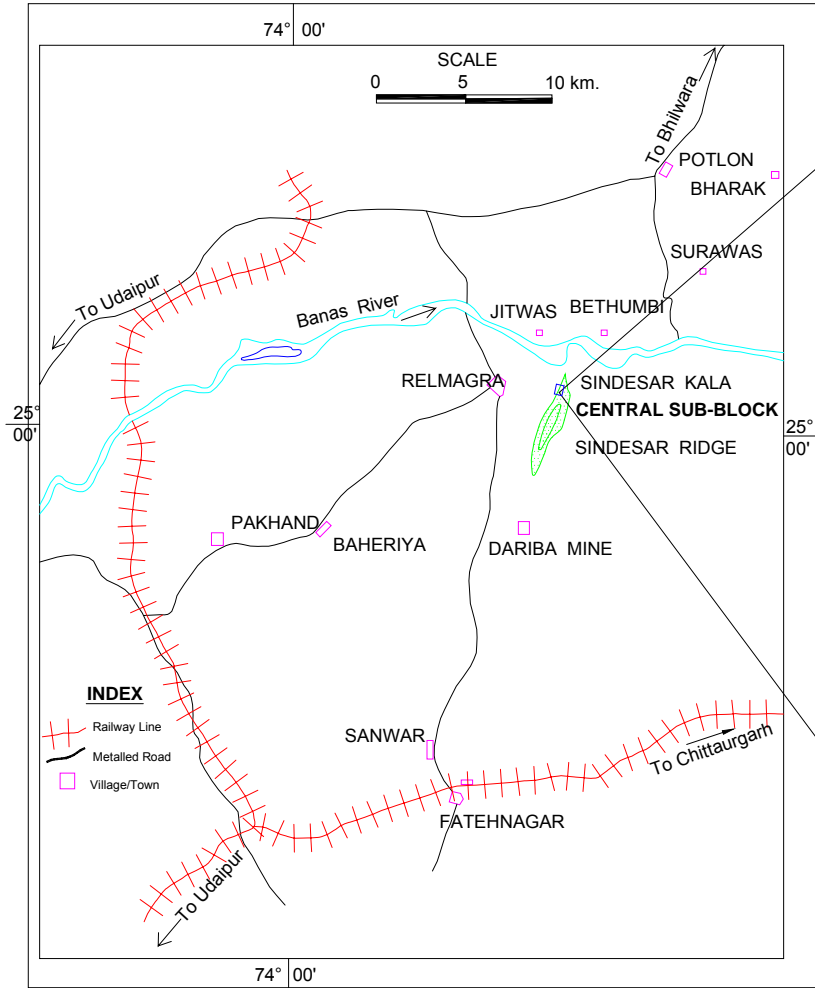 74° 00'
SCALE
0 5 10 km.
To Bhilwara
POTLON
BHARAK
SURAWAS
To Udaipur
Banas River
JITWAS
BETHUMBI
RELMAGRA
SINDESAR KALA
CENTRAL SUB-BLOCK
25°
00'
25°
00'
SINDESAR RIDGE
PAKHAND
BAHERIYA
DARIBA MINE
INDEX
Railway Line
Metalled Road
Village/Town
SANWAR
To Chittaurgarh
FATEHNAGAR
To Udaipur
74° 00'